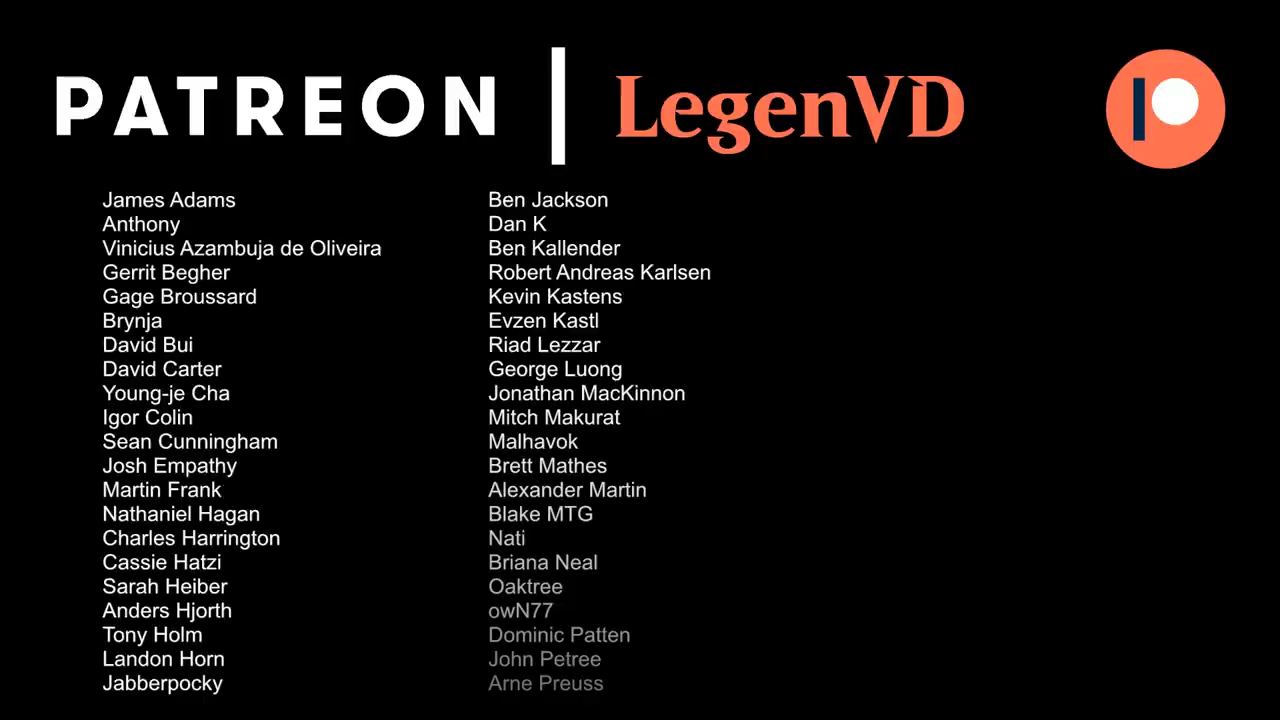 PATREON | LegenVD
James Adams
Anthony
Vinicius Azambuja de Oliveira
Gerrit Begher
Gage Broussard
Brynja
David Bui
David Carter
Young-je Cha
Igor Colin
Sean Cunningham
Josh Empathy
Martin Frank
Nathaniel Hagan
Charles Harrington
Cassie Hatzi
Sarah Heiber
Anders Hjorth
Tony Holm
Landon Horn
Jabberpocky
Ben Jackson
Dan K
Ben Kallender
Robert Andreas Karlsen
Kevin Kastens
Evzen Kastl
Riad Lezzar
George Luong
Jonathan MacKinnon
Mitch Makurat
Malhavok
Brett Mathes
Alexander Martin
Blake MTG
Nati
Briana Neal
Oaktree
owN77
Dominic Patten
John Petree
Arne Preuss